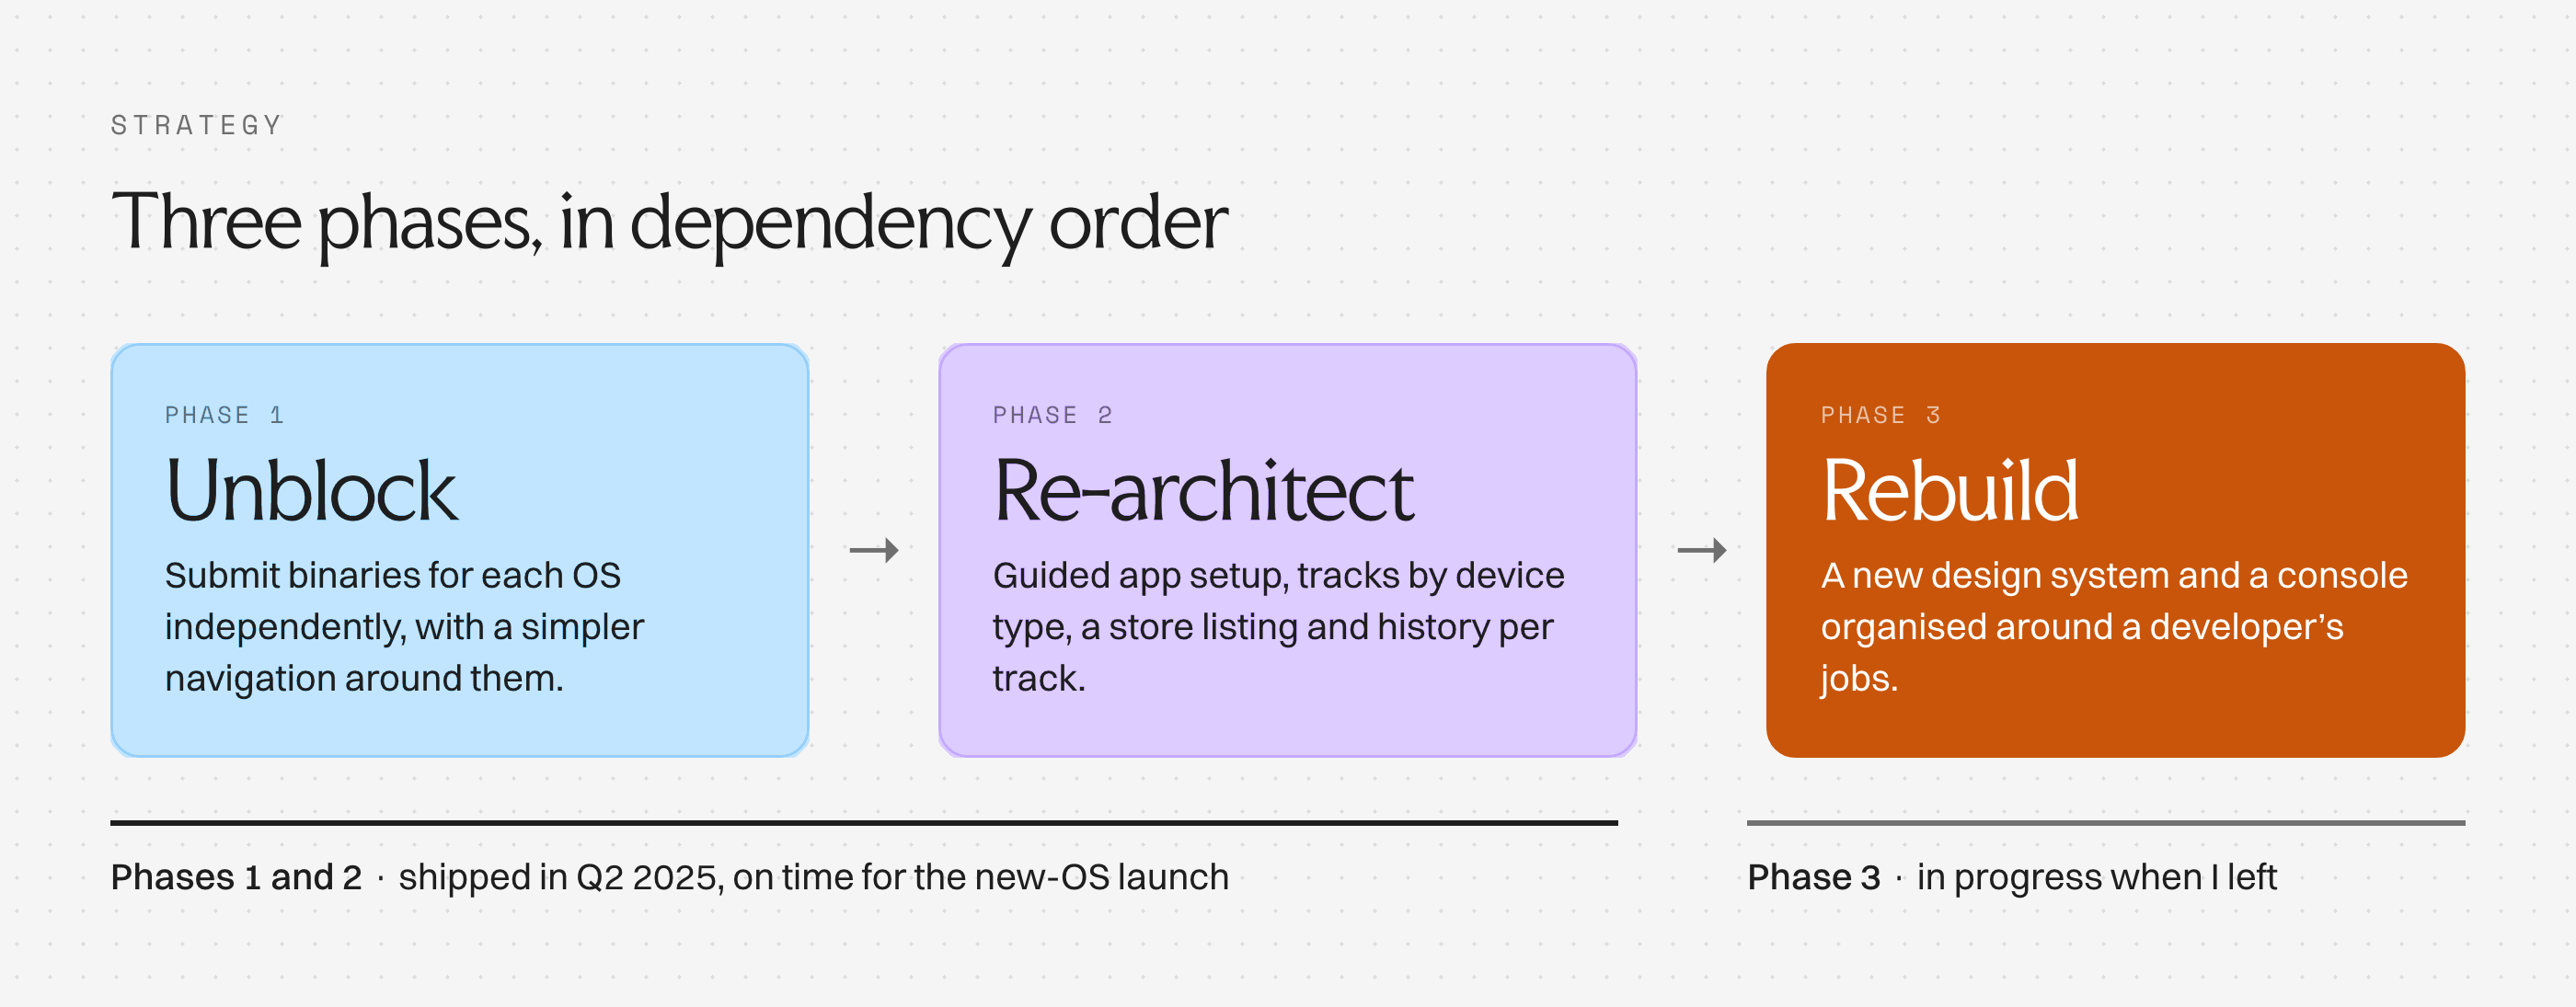 STRATEGY
Three phases, in dependency order
PHASE 1
Unblock
Submit binaries for each OS
independently, with a simpler
navigation around them.
PHASE 2
Re-architect
Guided app setup, tracks by device
type, a store listing and history per
track.
PHASE 3
Rebuild
A new design system and a console
organised around a developer’s
jobs.
Phases 1 and 2 · shipped in Q2 2025, on time for the new-OS launch
Phase 3 · in progress when I left